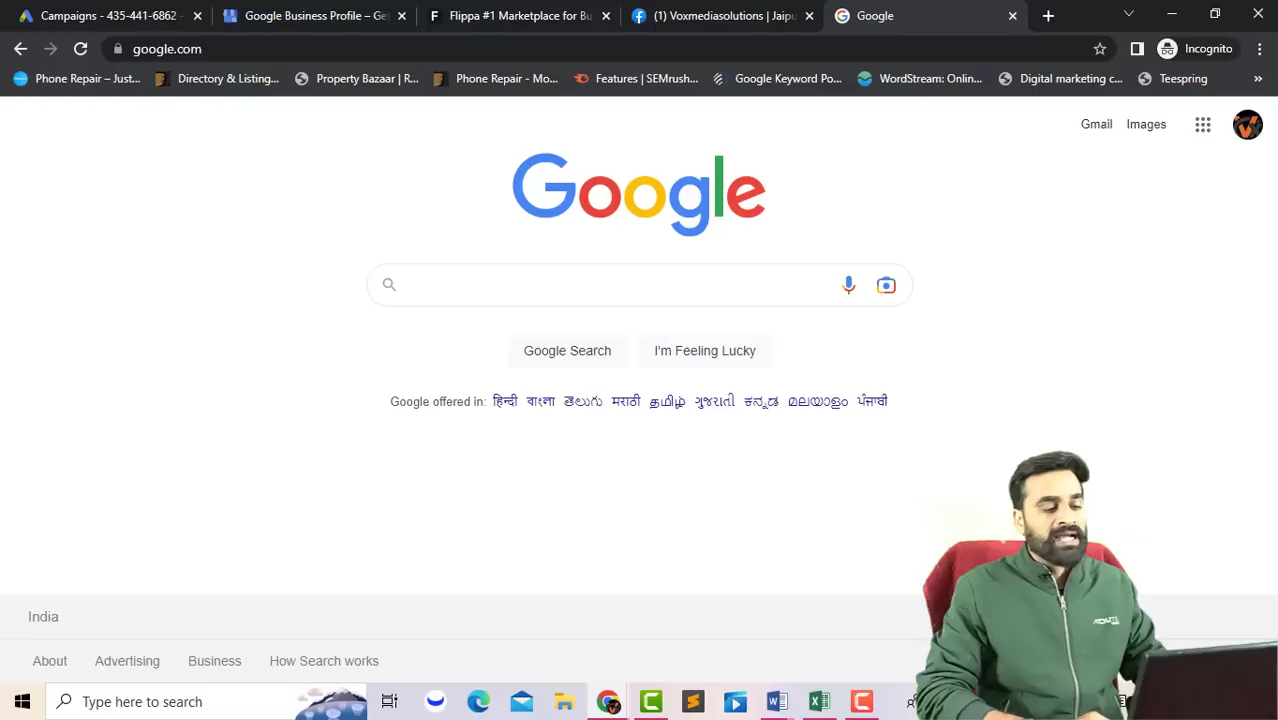 Campaigns - 435-441-6862 -
Google Business Profile – Ge
Flippa #1 Marketplace for Bu
(1) Voxmediasolutions | Jaipu
Google
google.com
Incognito
Phone Repair – Just...
Directory & Listing...
Property Bazaar | R...
Phone Repair - Mo...
Features | SEMrush...
Google Keyword Po...
WordStream: Onlin...
Digital marketing c...
Teespring
»
Gmail Images
Google
Google Search
I'm Feeling Lucky
Google offered in: हिन्दी বাংলা తెలుగు मराठी தமிழ் ગુજરાતી ಕನ್ನಡ മലയാളം ਪੰਜਾਬੀ
India
About Advertising Business How Search works
Type here to search